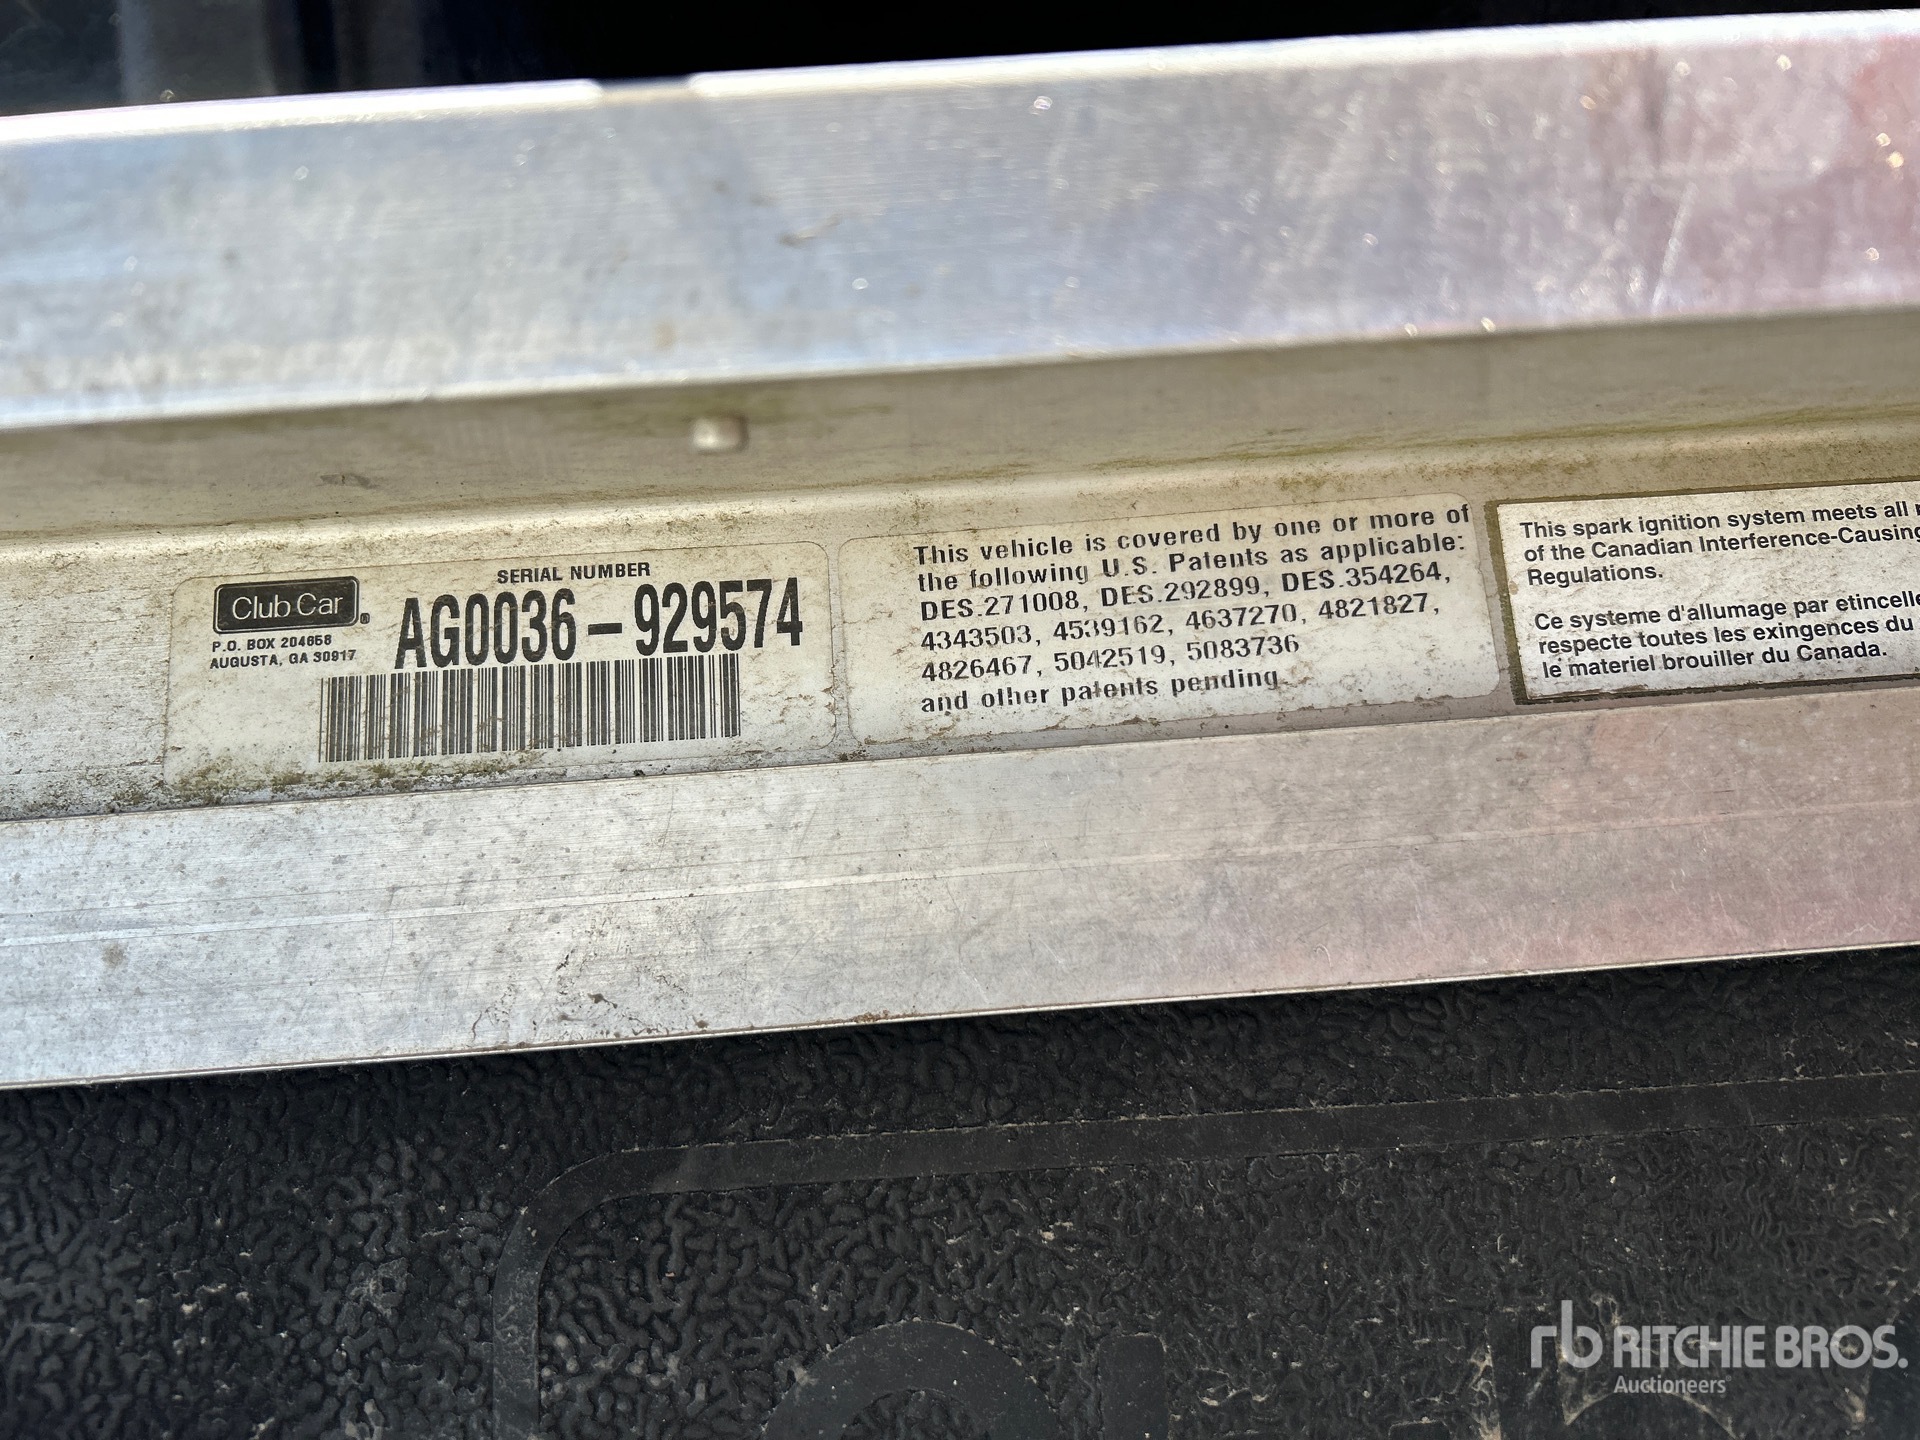 Club Car®
P.O. BOX 204658
AUGUSTA, GA 30917
SERIAL NUMBER
AG0036-929574
This vehicle is covered by one or more of
the following U.S. Patents as applicable:
DES.271008, DES.292899, DES.354264,
4343503, 4539162, 4637270, 4821827,
4826467, 5042519, 5083736
and other patents pending
This spark ignition system meets all
of the Canadian Interference-Causing
Regulations.
Ce systeme d'allumage par etincelle
respecte toutes les exingences du
le materiel brouiller du Canada.
rb RITCHIE BROS.
Auctioneers